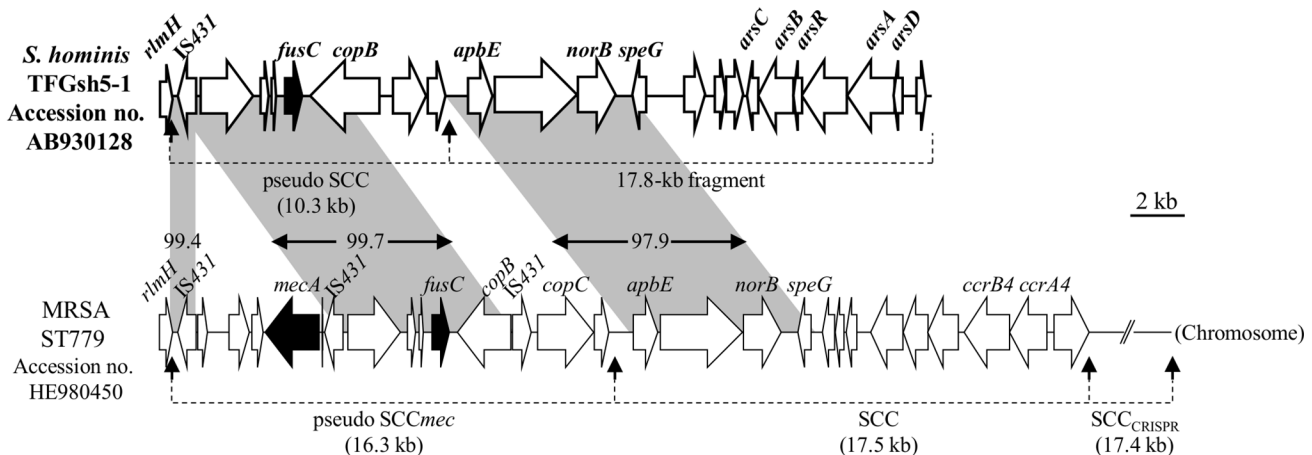 rlmH IS431 fusC copB apbE norB speG arsC arsB arsR arsA arsD
S. hominis
TFGsh5-1
Accession no.
AB930128
pseudo SCC
(10.3 kb)
17.8-kb fragment
2 kb
99.4 99.7 97.9
rlmH IS431 mecA IS431 fusC copB IS431 copC apbE norB speG ccrB4 ccrA4
MRSA
ST779
Accession no.
HE980450
(Chromosome)
pseudo SCCmec
(16.3 kb)
SCC
(17.5 kb)
SCCCRISPR
(17.4 kb)